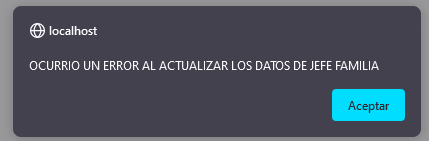 localhost
OCURRIO UN ERROR AL ACTUALIZAR LOS DATOS DE JEFE FAMILIA
Aceptar